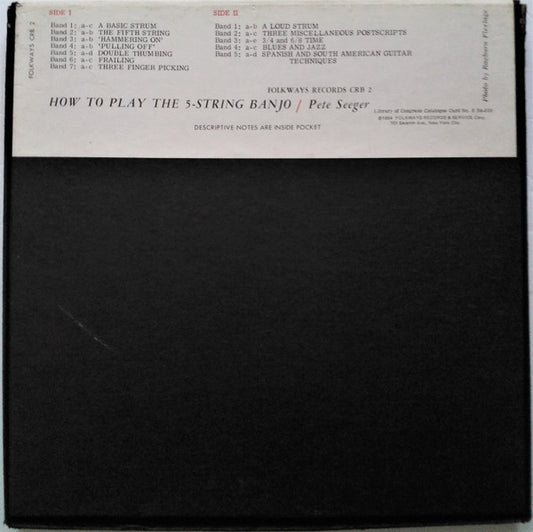 FOLKWAYS CRB 2
SIDE I
Band 1; a-c A BASIC STRUM
Band 2; a-b THE FIFTH STRING
Band 3; a-b 'HAMMERING ON'
Band 4; a-b 'PULLING OFF'
Band 5; a-d DOUBLE THUMBING
Band 6; a-c FRAILING
Band 7; a-c THREE FINGER PICKING
SIDE II
Band 1; a-b A LOUD STRUM
Band 2; a-c THREE MISCELLANEOUS POSTSCRIPTS
Band 3; a-e 3/4 and 6/8 TIME
Band 4; a-c BLUES AND JAZZ
Band 5; a-d SPANISH AND SOUTH AMERICAN GUITAR
TECHNIQUES
FOLKWAYS RECORDS CRB 2
HOW TO PLAY THE 5-STRING BANJO / Pete Seeger
DESCRIPTIVE NOTES ARE INSIDE POCKET
Library of Congress Catalogue Card No. R
©1954 FOLKWAYS RECORDS & SERVICE Corp.
701 Seventh Ave., New York City
Photo by